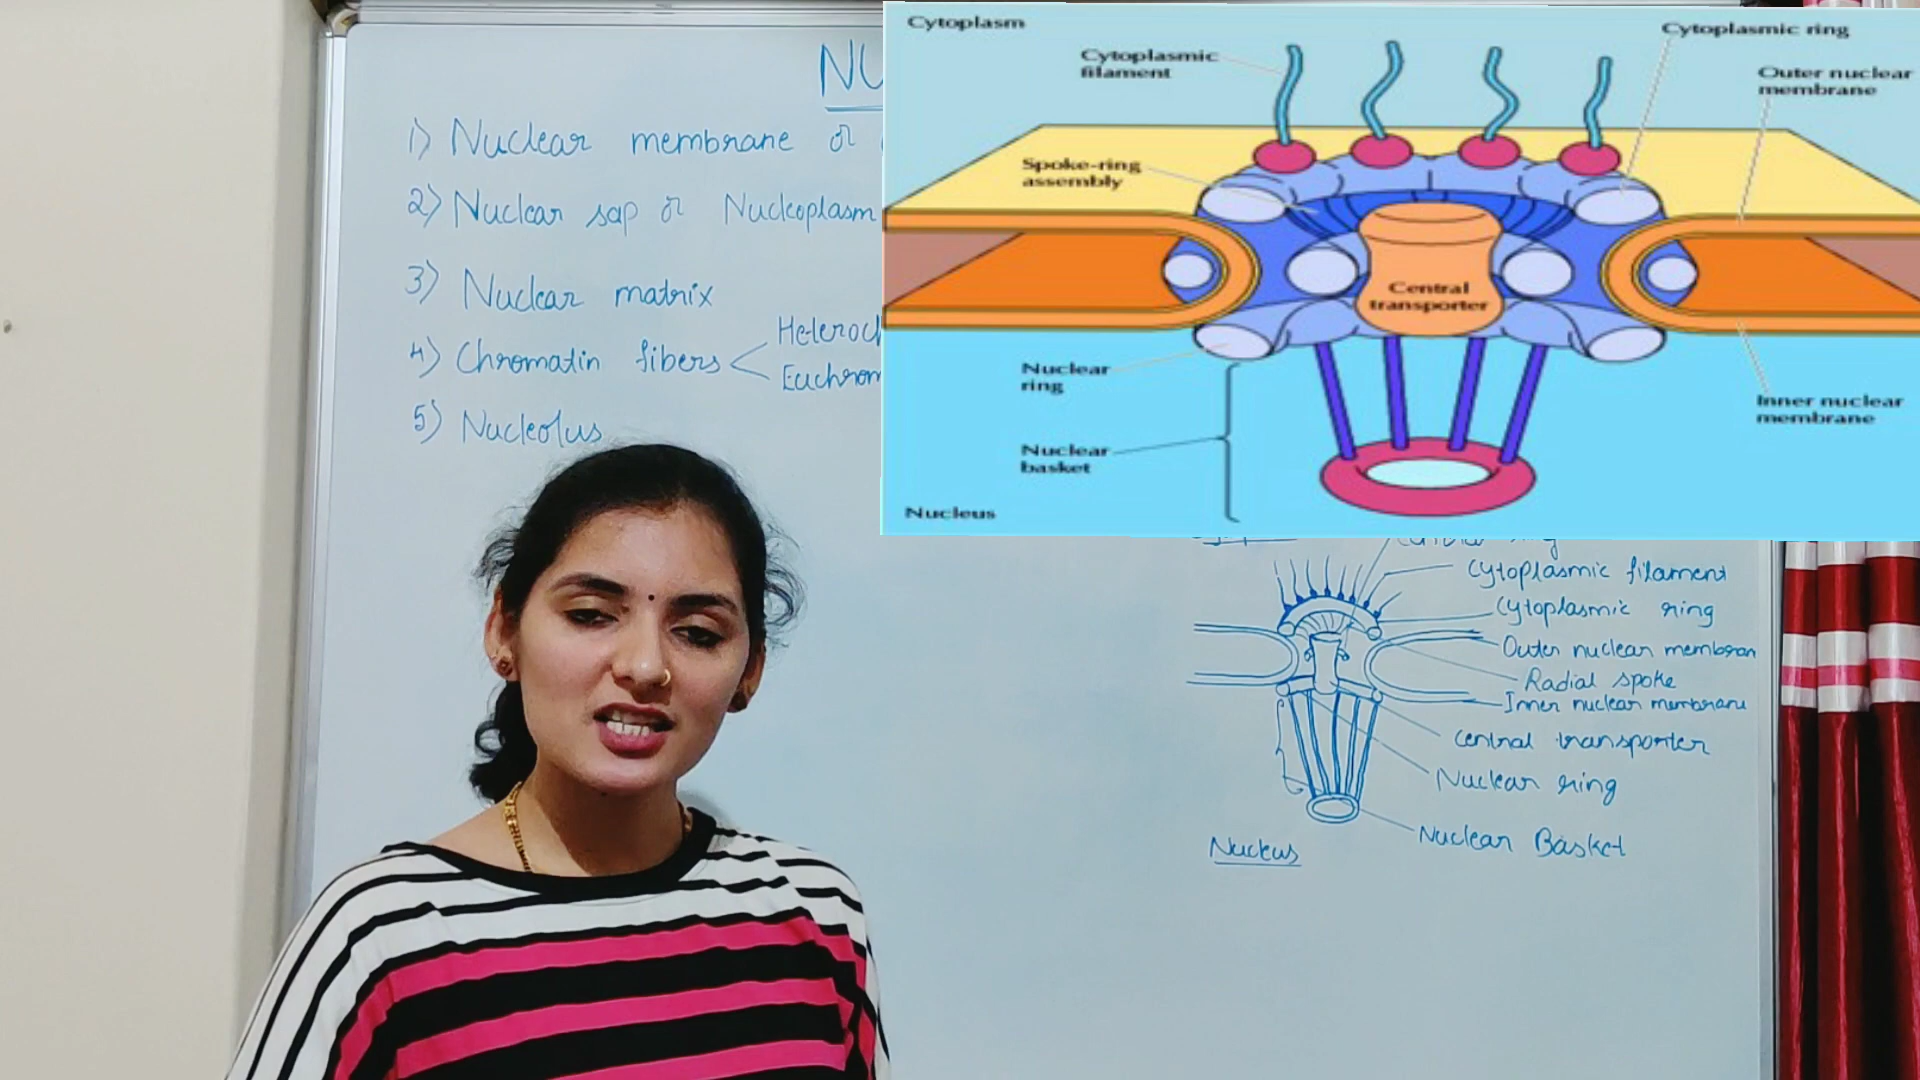 NU
1) Nuclear membrane or
2) Nuclear sap or Nucleoplasm
3) Nuclear matrix
4) Chromatin fibers < Heteroc
Euchrom
5) Nucleolus
Cytoplasm
Cytoplasmic
filament
Cytoplasmic ring
Outer nuclear
membrane
Spoke-ring
assembly
Central
transporter
Nuclear
ring
Inner nuclear
membrane
Nuclear
basket
Nucleus
Cytoplasmic filament
Cytoplasmic ring
Outer nuclear membran
Radial spoke
Inner nuclear membrane
Central transporter
Nuclear ring
Nuclear Basket
Nucleus